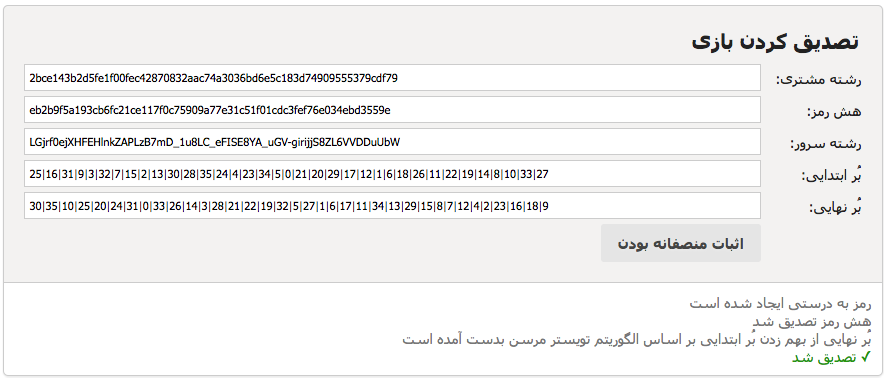 تصدیق کردن بازی
رشته مشتری: 2bce143b2d5fe1f00fec42870832aac74a3036bd6e5c183d74909555379cdf79
هش رمز: eb2b9f5a193cb6fc21ce117f0c75909a77e31c51f01cdc3fef76e034ebd3559e
رشته سرور: LGjrf0ejXHFEHlnkZAPLzB7mD_1u8LC_eFISE8YA_uGV-girijjS8ZL6VVDDuUbW
بُر ابتدایی: 25|16|31|9|3|32|7|15|2|13|30|28|35|24|4|23|34|5|0|21|20|29|17|12|1|6|18|26|11|22|19|14|8|10|33|27
بُر نهایی: 30|35|10|25|20|24|31|0|33|26|14|3|28|21|22|19|32|5|27|1|6|17|11|34|13|29|15|8|7|12|4|2|23|16|18|9
اثبات منصفانه بودن
رمز به درستی ایجاد شده است
هش رمز تصدیق شد
بُر نهایی از بهم زدن بُر ابتدایی بر اساس الگوریتم تویستر مرسن بدست آمده است
✓ تصدیق شد